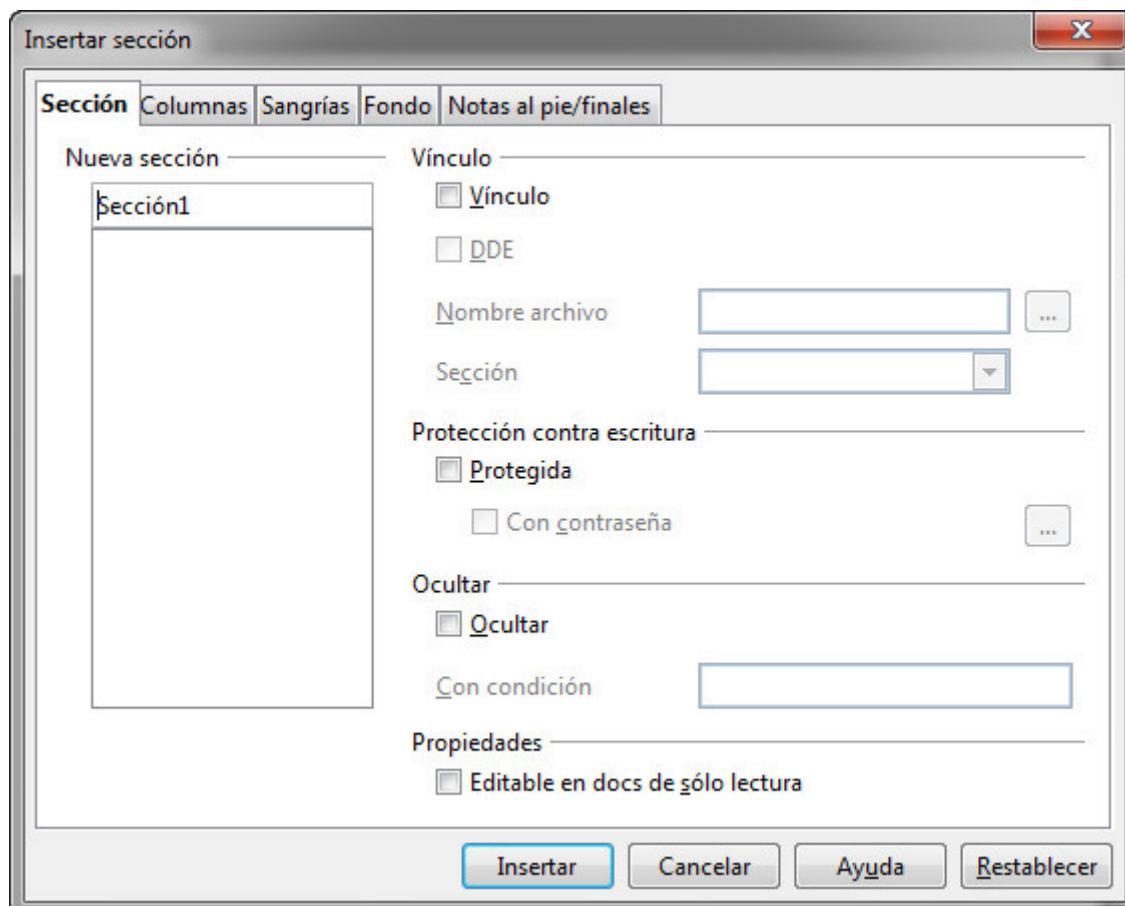 Insertar sección
Sección Columnas Sangrías Fondo Notas al pie/finales
Nueva sección
Sección1
Vínculo
Vínculo
DDE
Nombre archivo
...
Sección
Protección contra escritura
Protegida
Con contraseña
...
Ocultar
Ocultar
Con condición
Propiedades
Editable en docs de sólo lectura
Insertar Cancelar Ayuda Restablecer